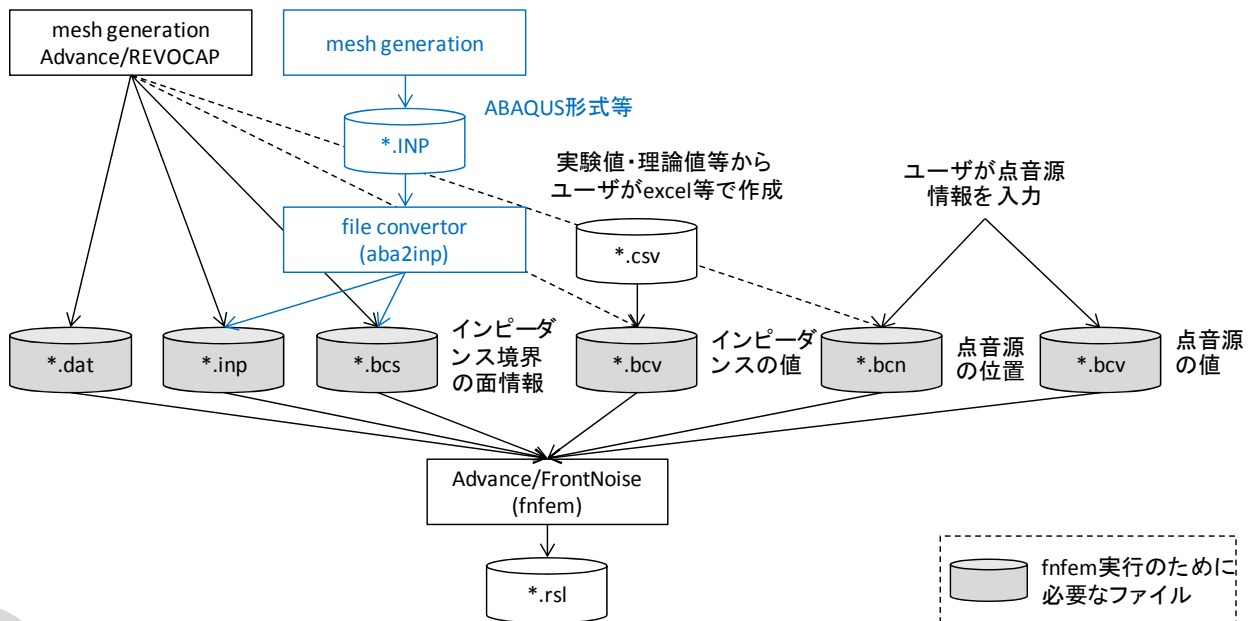 mesh generation
Advance/REVOCAP
mesh generation
ABAQUS形式等
*.INP
実験値・理論値等から
ユーザがexcel等で作成
ユーザが点音源
情報を入力
file convertor
(aba2inp)
*.csv
*.dat
*.inp
*.bcs
インピーダ
ンス境界
の面情報
*.bcv
インピーダ
ンスの値
*.bcn
点音源
の位置
*.bcv
点音源
の値
Advance/FrontNoise
(fnfem)
*.rsl
fnfem実行のために
必要なファイル